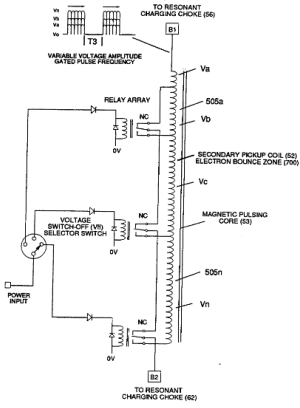 TO RESONANT
CHARGING CHOKE (56)
B1
Vn
Vb
Va
Vo
T3
VARIABLE VOLTAGE AMPLITUDE
GATED PULSE FREQUENCY
Va
RELAY ARRAY
505a
NC
Vb
0V
SECONDARY PICKUP COIL (52)
ELECTRON BOUNCE ZONE (700)
Vc
NC
VOLTAGE
SWITCH-OFF (VB)
SELECTOR SWITCH
MAGNETIC PULSING
CORE (53)
0V
505n
POWER
INPUT
Vn
NC
0V
B2
TO RESONANT
CHARGING CHOKE (62)